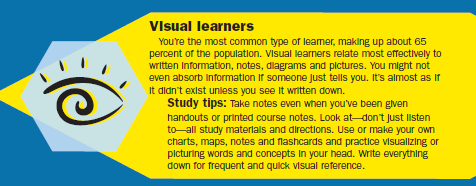 Visual learners
You're the most common type of learner, making up about 65
percent of the population. Visual learners relate most effectively to
written information, notes, diagrams and pictures. You might not
even absorb information if someone just tells you. It's almost as if
it didn't exist unless you see it written down.
Study tips: Take notes even when you've been given
handouts or printed course notes. Look at—don't just listen
to—all study materials and directions. Use or make your own
charts, maps, notes and flashcards and practice visualizing or
picturing words and concepts in your head. Write everything
down for frequent and quick visual reference.